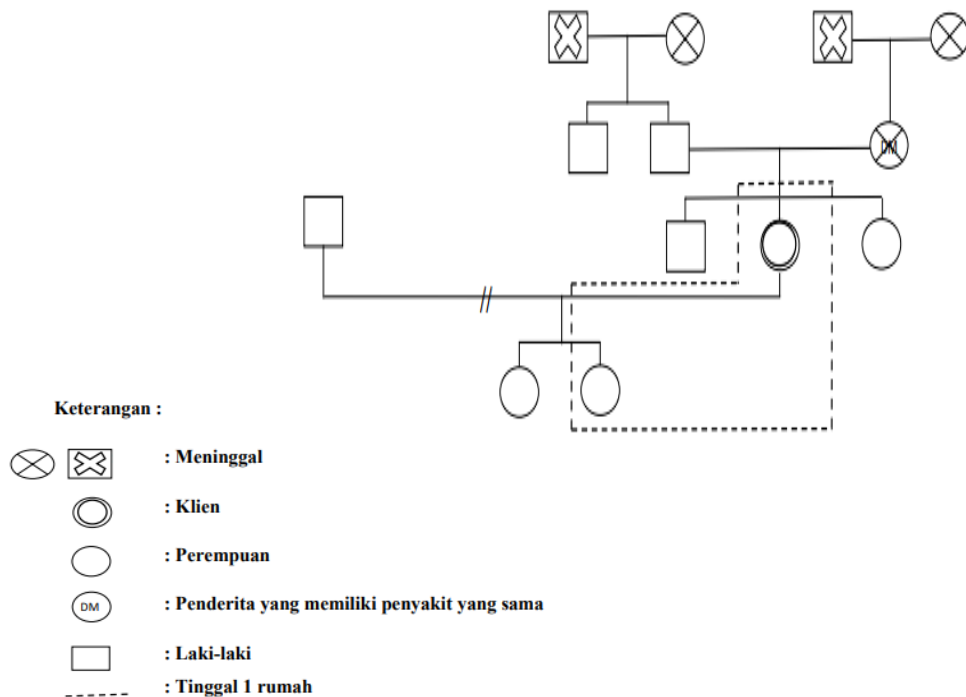 DM
Keterangan :
: Meninggal
: Klien
: Perempuan
DM : Penderita yang memiliki penyakit yang sama
: Laki-laki
: Tinggal 1 rumah